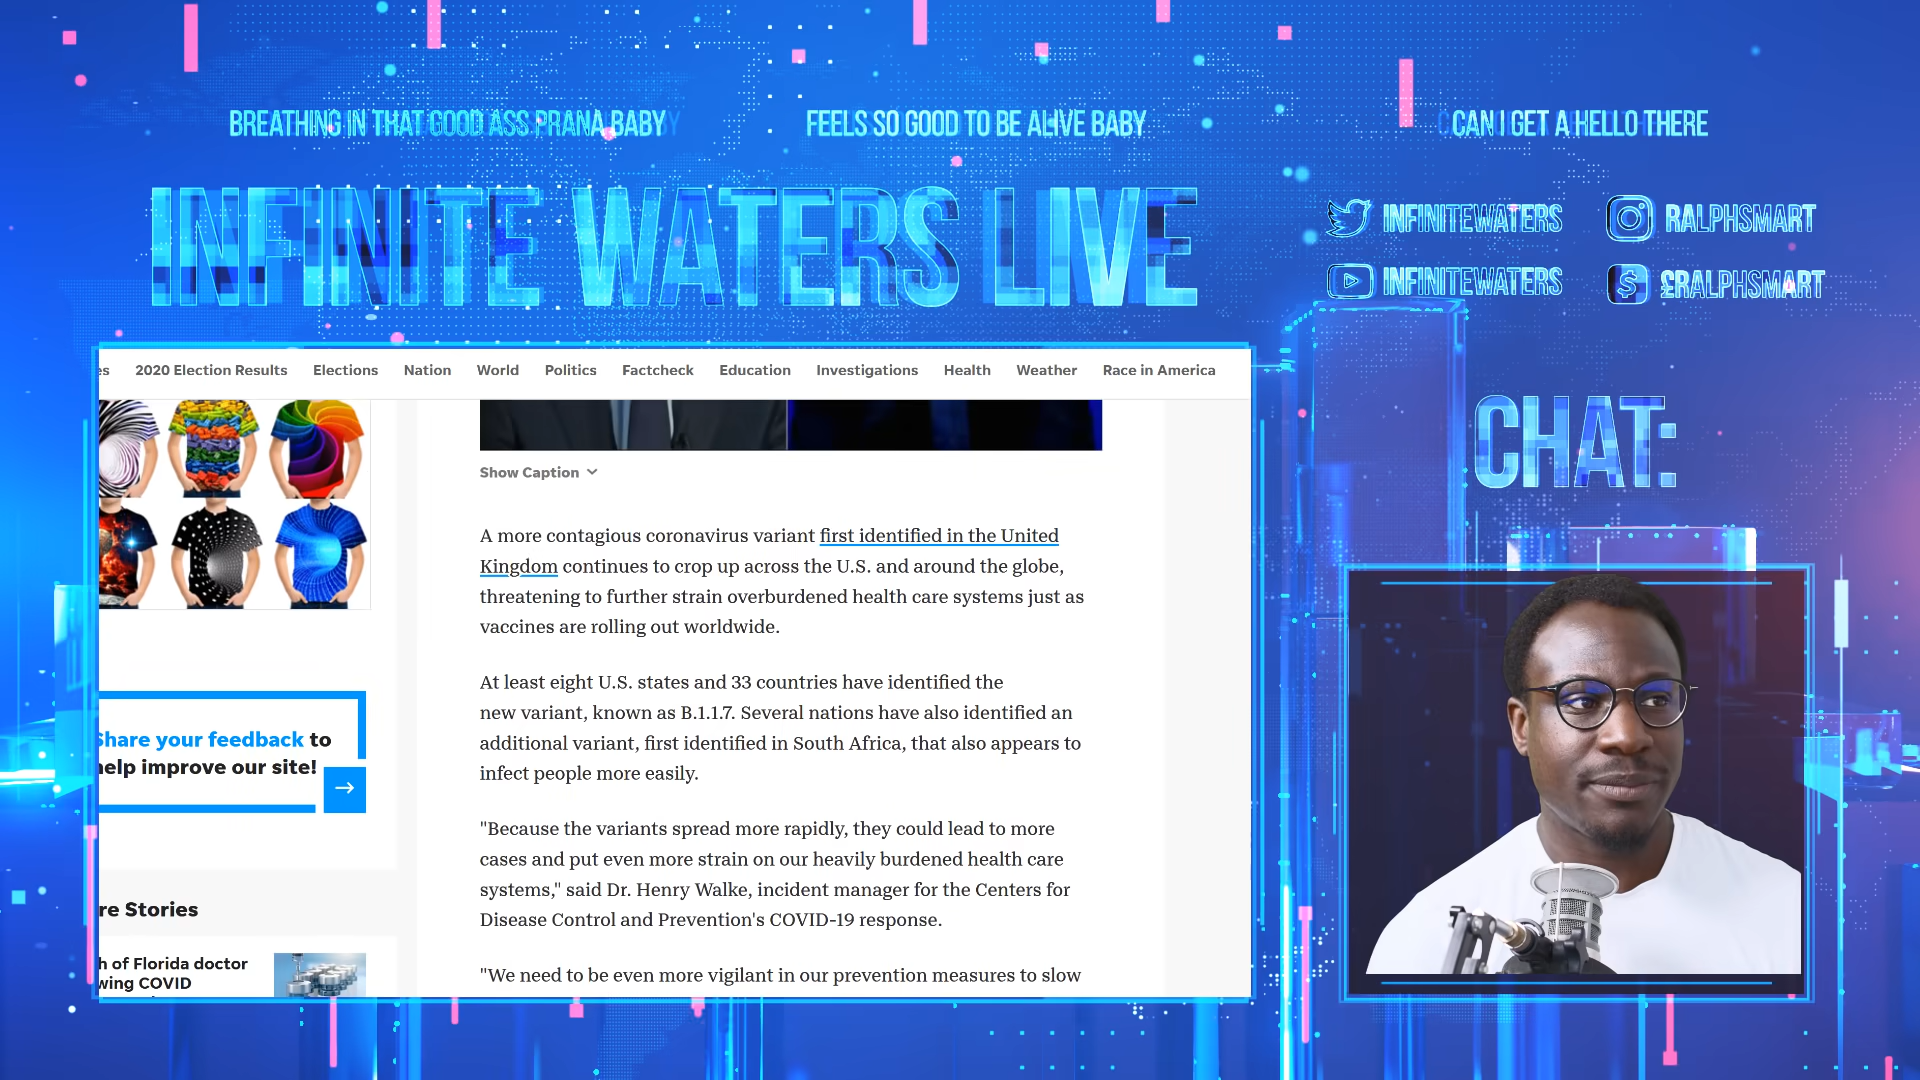 BREATHING IN THAT GOOD ASS PRANA BABY
FEELS SO GOOD TO BE ALIVE BABY
CAN I GET A HELLO THERE
INFINITE WATERS LIVE
INFINITEWATERS
RALPHSMART
INFINITEWATERS
£RALPHSMART
CHAT:
es 2020 Election Results Elections Nation World Politics Factcheck Education Investigations Health Weather Race in America
Show Caption
A more contagious coronavirus variant first identified in the United
Kingdom continues to crop up across the U.S. and around the globe,
threatening to further strain overburdened health care systems just as
vaccines are rolling out worldwide.
At least eight U.S. states and 33 countries have identified the
new variant, known as B.1.1.7. Several nations have also identified an
additional variant, first identified in South Africa, that also appears to
infect people more easily.
"Because the variants spread more rapidly, they could lead to more
cases and put even more strain on our heavily burdened health care
systems," said Dr. Henry Walke, incident manager for the Centers for
Disease Control and Prevention's COVID-19 response.
"We need to be even more vigilant in our prevention measures to slow
Share your feedback to
help improve our site!
re Stories
h of Florida doctor
wing COVID